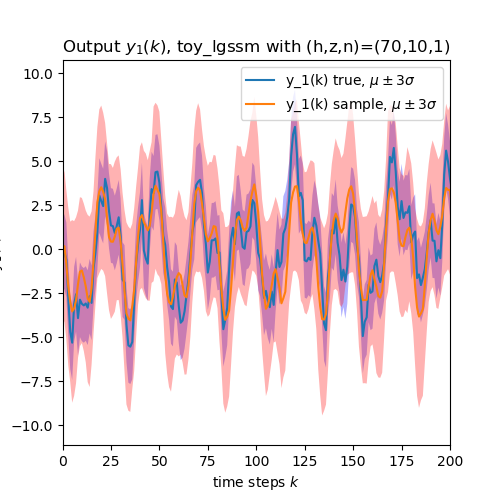 Output y₁(k), toy_lgssm with (h,z,n)=(70,10,1)
y_1(k) true, μ ± 3σ
y_1(k) sample, μ ± 3σ
10.0
7.5
5.0
2.5
0.0
−2.5
−5.0
−7.5
−10.0
0 25 50 75 100 125 150 175 200
time steps k